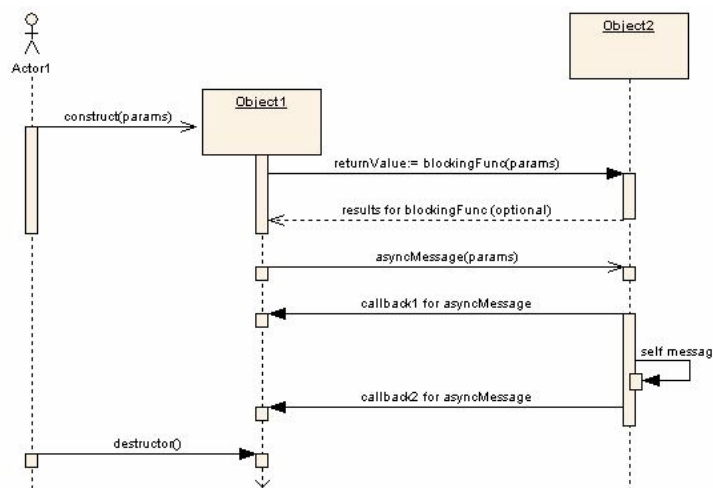 Object2
Actor1
Object1
construct(params)
returnValue:= blockingFunc(params)
results for blockingFunc (optional)
asyncMessage(params)
callback1 for asyncMessage
self messag
callback2 for asyncMessage
destructor()